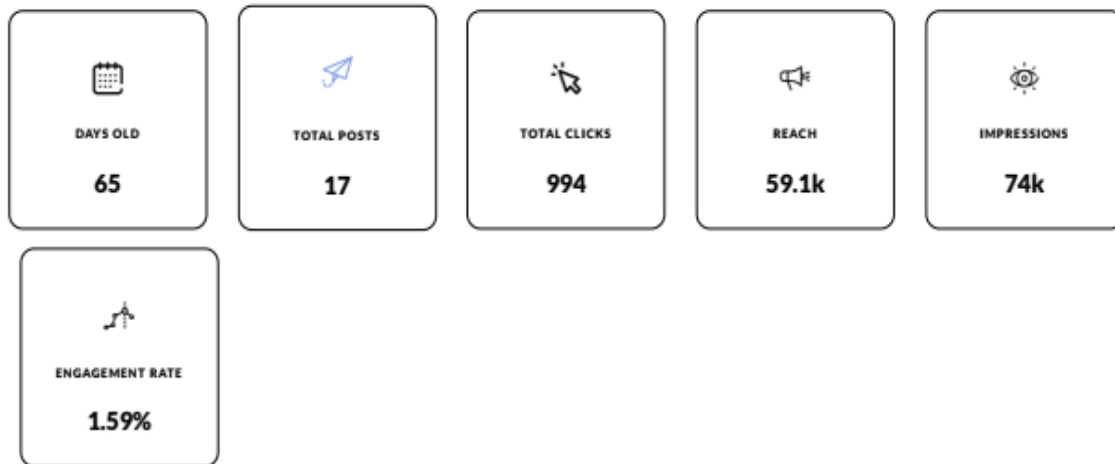 DAYS OLD
65
TOTAL POSTS
17
TOTAL CLICKS
994
REACH
59.1k
IMPRESSIONS
74k
ENGAGEMENT RATE
1.59%